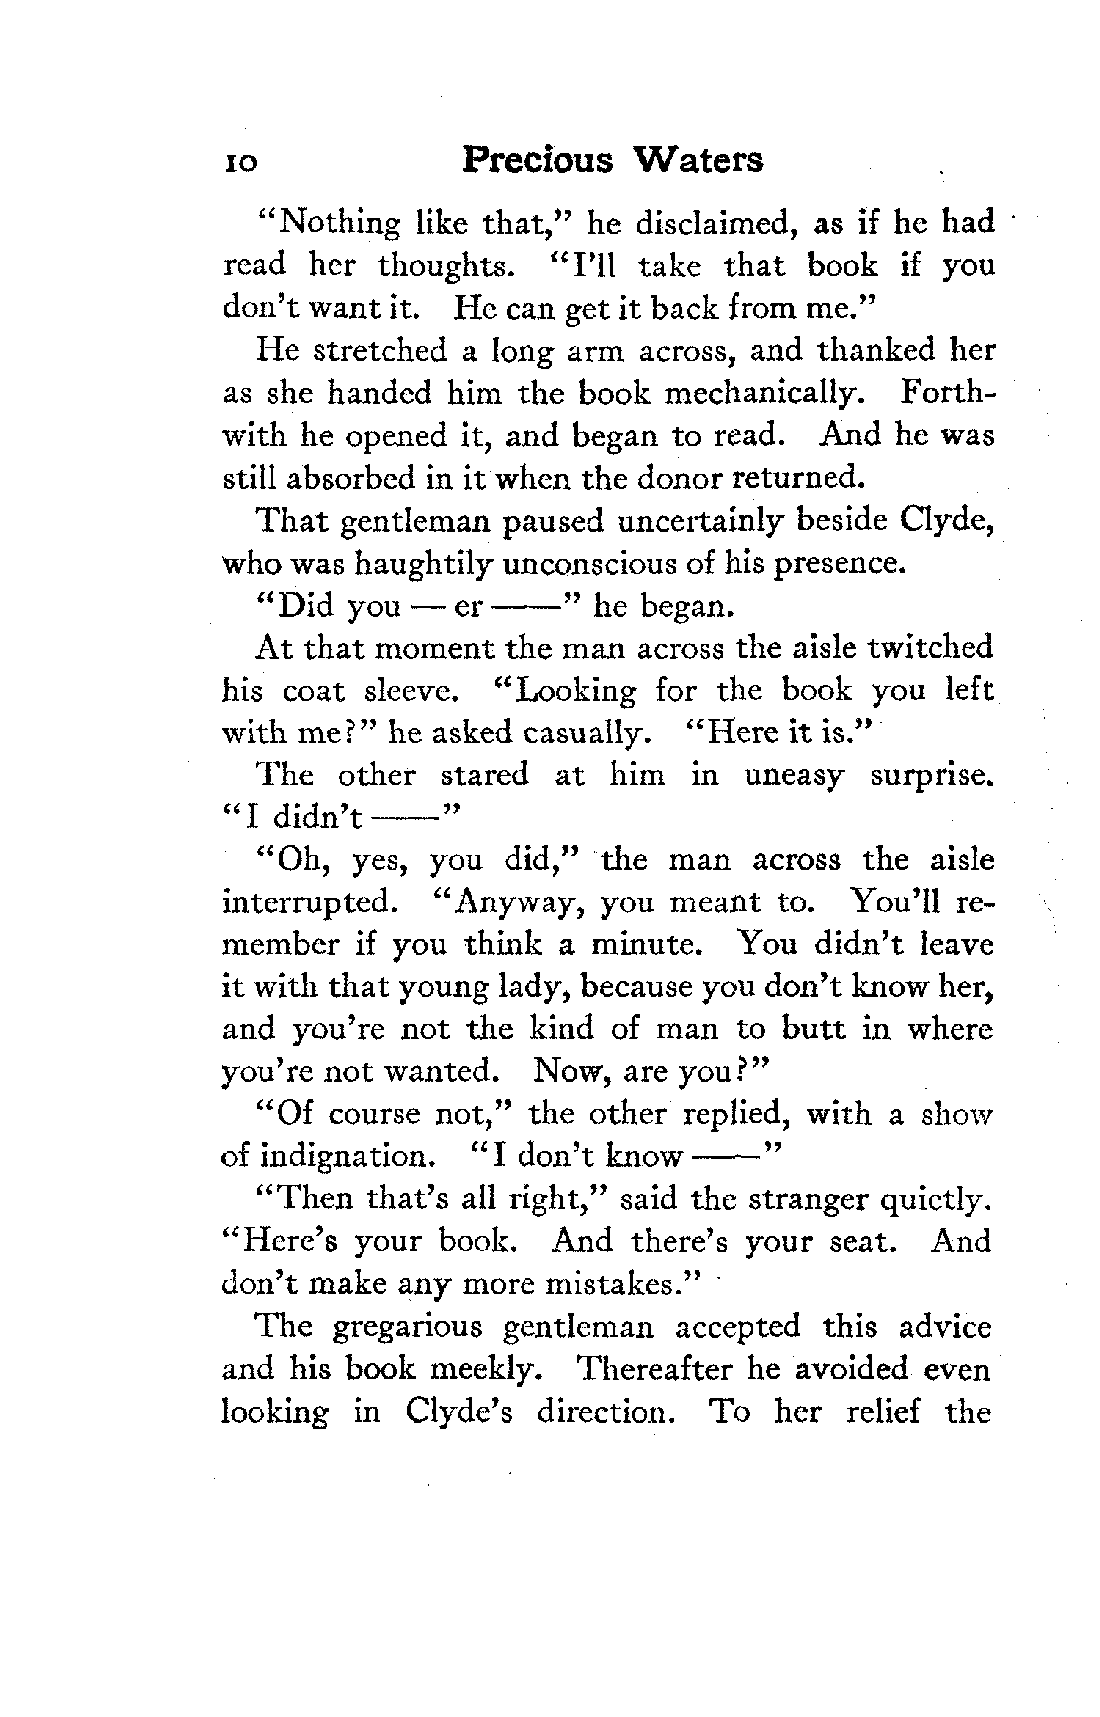 10 Precious Waters
"Nothing like that," he disclaimed, as if he had
read her thoughts. "I'll take that book if you
don't want it. He can get it back from me."
He stretched a long arm across, and thanked her
as she handed him the book mechanically. Forth-
with he opened it, and began to read. And he was
still absorbed in it when the donor returned.
That gentleman paused uncertainly beside Clyde,
who was haughtily unconscious of his presence.
"Did you — er ——" he began.
At that moment the man across the aisle twitched
his coat sleeve. "Looking for the book you left
with me?" he asked casually. "Here it is."
The other stared at him in uneasy surprise.
"I didn't ——"
"Oh, yes, you did," the man across the aisle
interrupted. "Anyway, you meant to. You'll re-
member if you think a minute. You didn't leave
it with that young lady, because you don't know her,
and you're not the kind of man to butt in where
you're not wanted. Now, are you?"
"Of course not," the other replied, with a show
of indignation. "I don't know ——"
"Then that's all right," said the stranger quietly.
"Here's your book. And there's your seat. And
don't make any more mistakes."
The gregarious gentleman accepted this advice
and his book meekly. Thereafter he avoided even
looking in Clyde's direction. To her relief the